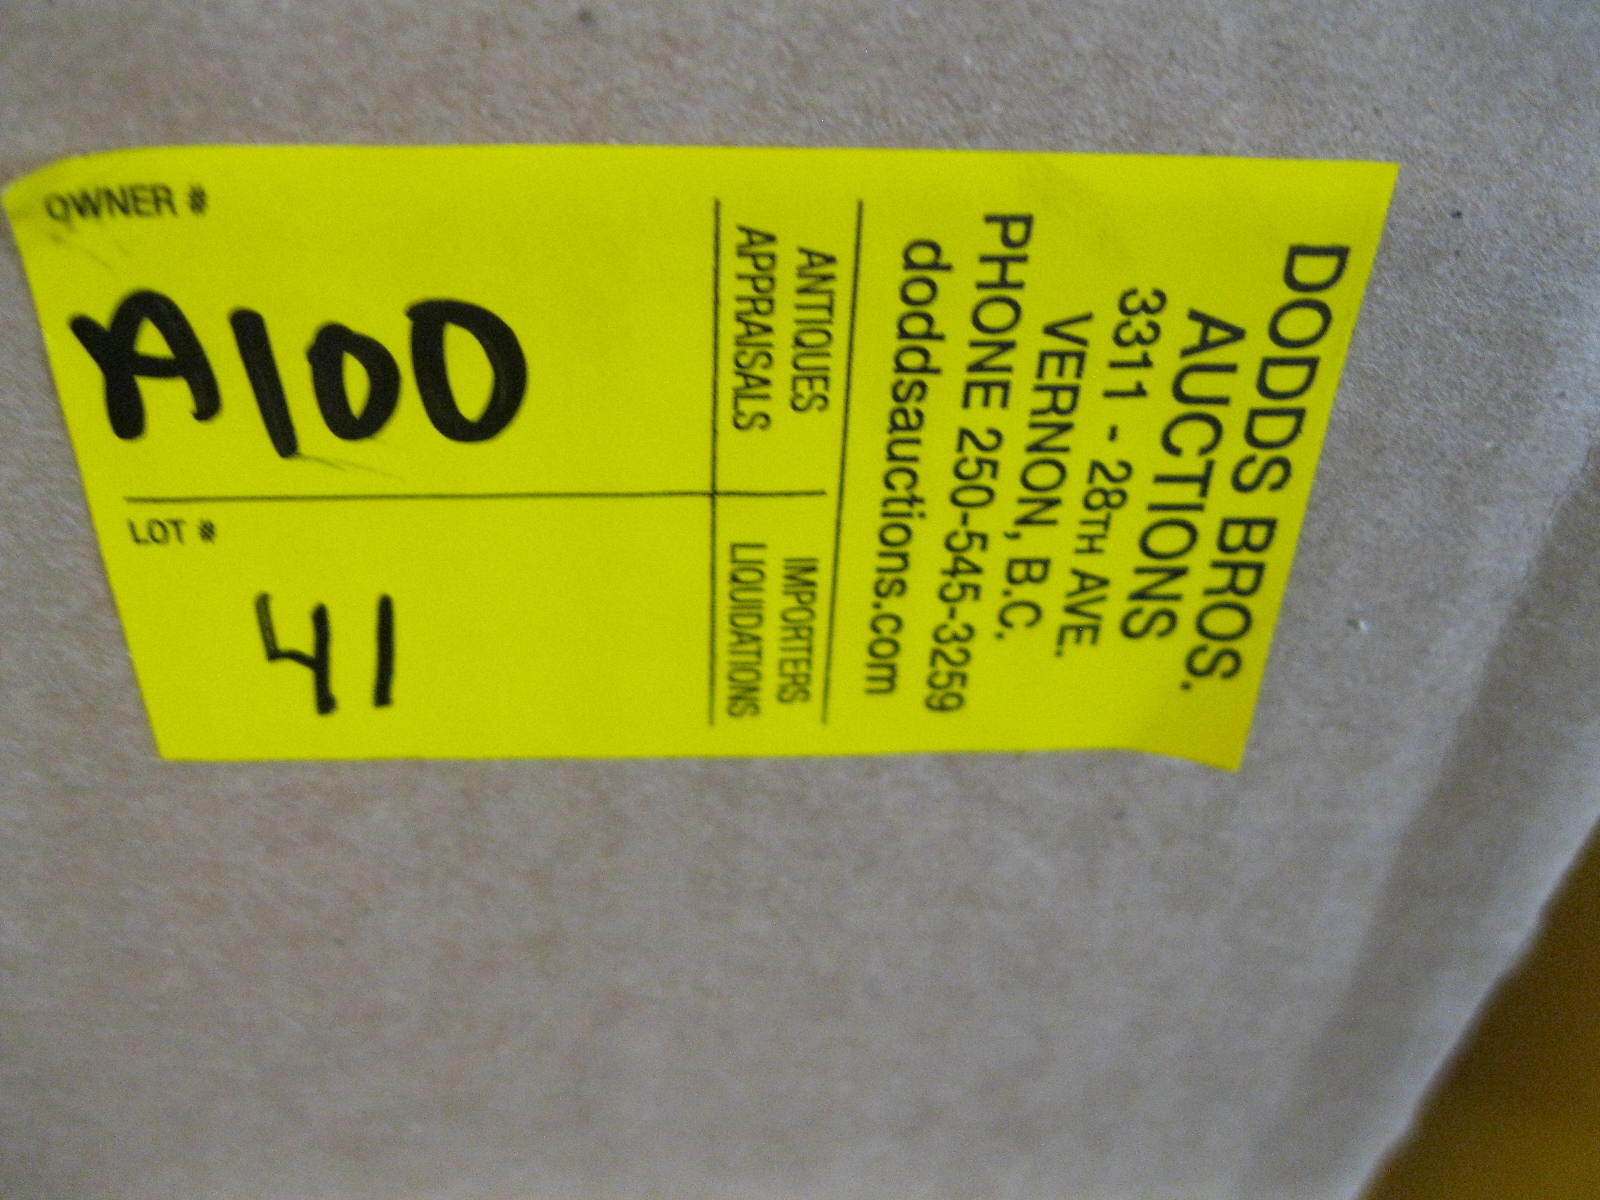 DODDS BROS.
AUCTIONS
3311 - 28TH AVE.
VERNON, B.C.
PHONE 250-545-3259
doddsauctions.com
ANTIQUES
APPRAISALS
IMPORTERS
LIQUIDATIONS
OWNER #
A100
LOT #
41